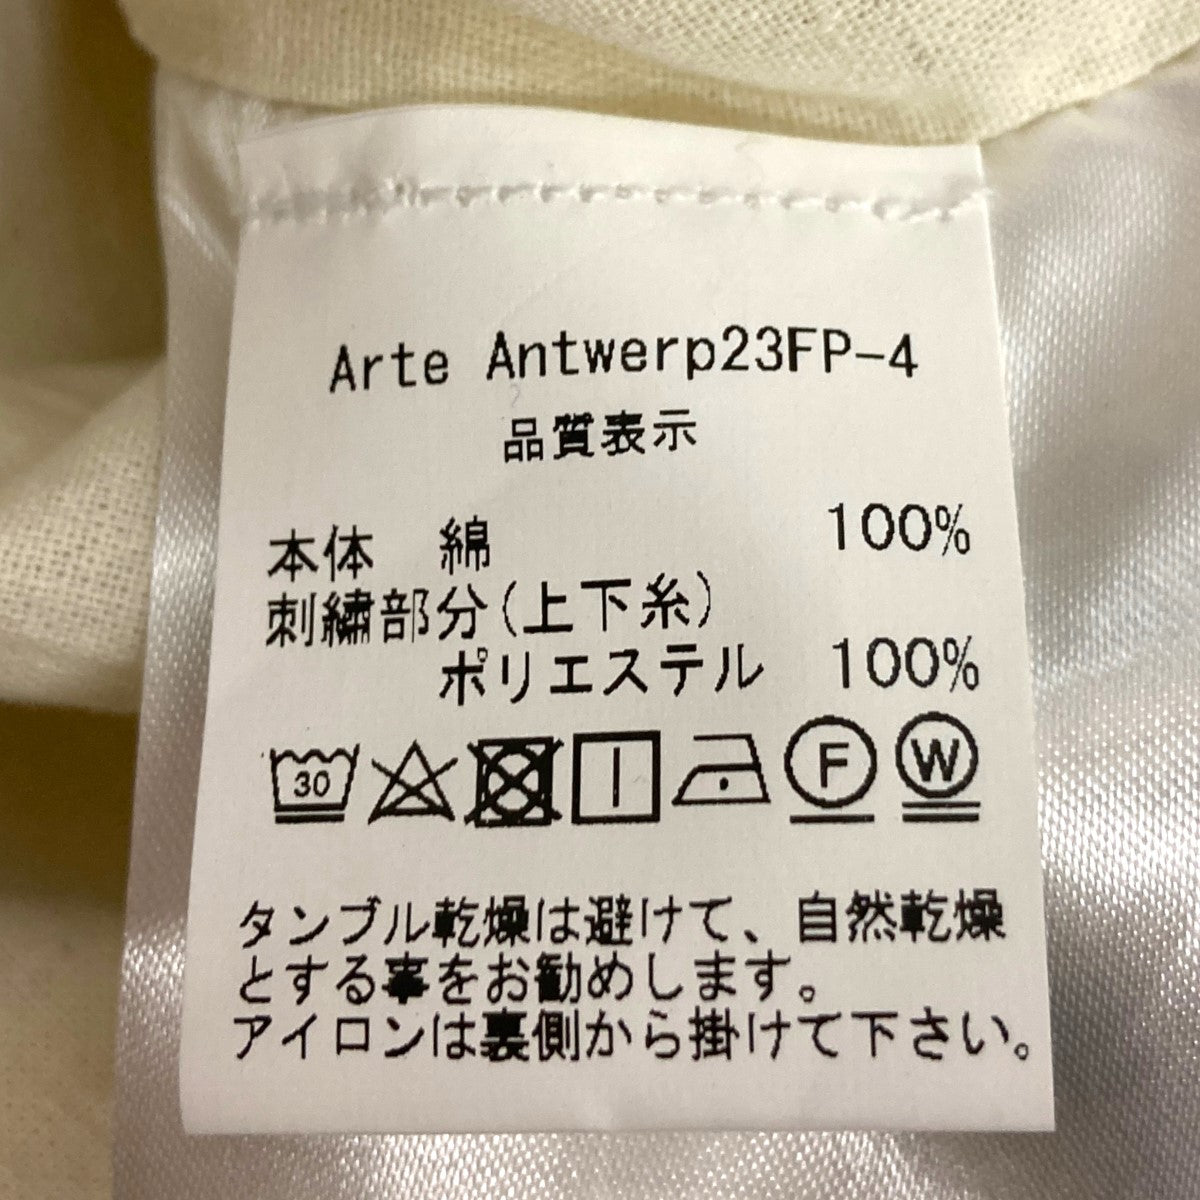 Arte Antwerp23FP-4
品質表示
本体 綿 100%
刺繍部分(上下糸)
ポリエステル 100%
30 F W
タンブル乾燥は避けて、自然乾燥
とする事をお勧めします。
アイロンは裏側から掛けて下さい。